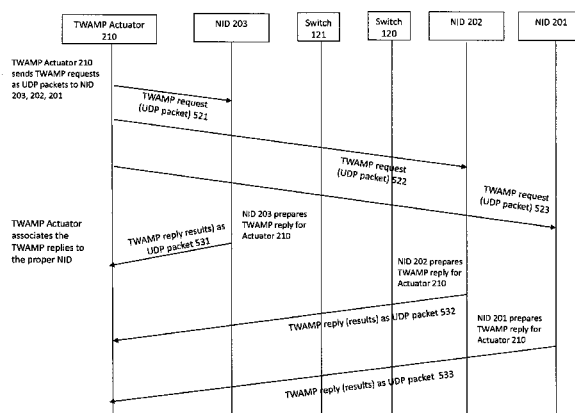 TWAMP Actuator
210
NID 203
Switch
121
Switch
120
NID 202
NID 201
TWAMP Actuator 210
sends TWAMP requests
as UDP packets to NID
203, 202, 201
TWAMP request
(UDP packet) 521
TWAMP request
(UDP packet) 522
TWAMP request
(UDP packet) 523
TWAMP Actuator
associates the
TWAMP replies to
the proper NID
TWAMP reply results) as
UDP packet 531
NID 203 prepares
TWAMP reply for
Actuator 210
NID 202 prepares
TWAMP reply for
Actuator 210
TWAMP reply (results) as UDP packet 532
NID 201 prepares
TWAMP reply for
Actuator 210
TWAMP reply (results) as UDP packet 533